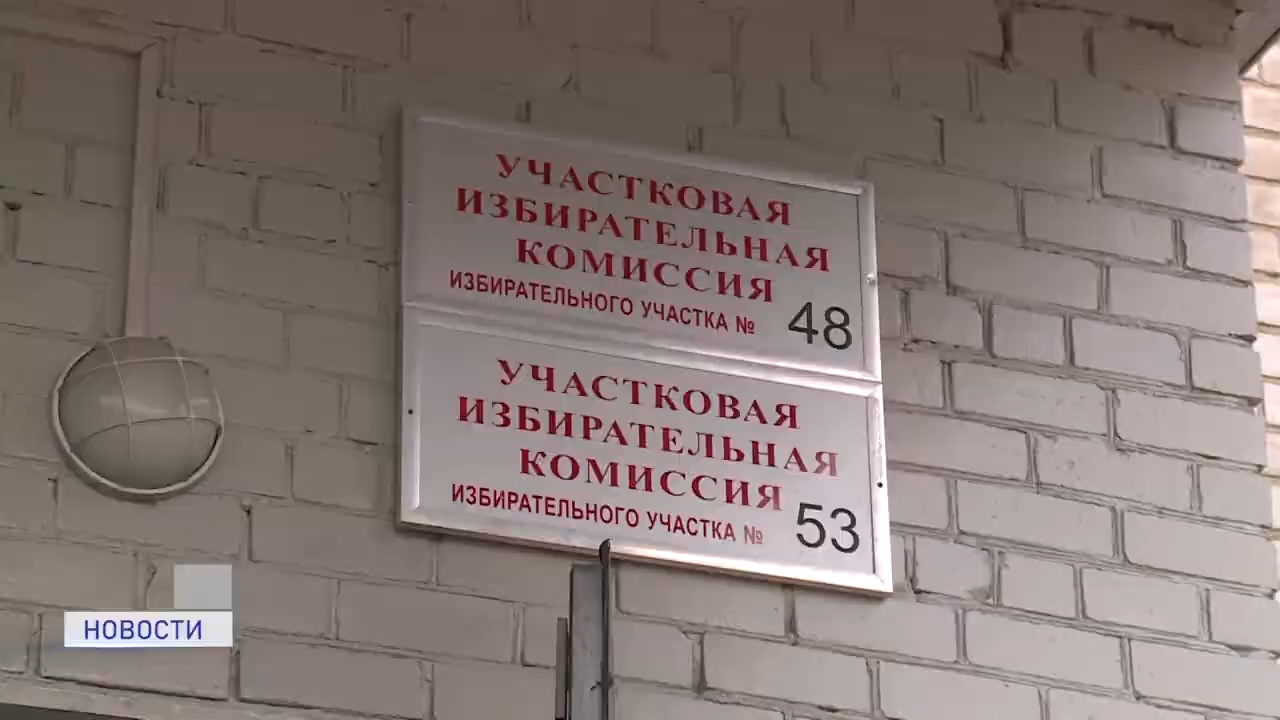 УЧАСТКОВАЯ
ИЗБИРАТЕЛЬНАЯ
КОМИССИЯ
ИЗБИРАТЕЛЬНОГО УЧАСТКА № 48
УЧАСТКОВАЯ
ИЗБИРАТЕЛЬНАЯ
КОМИССИЯ
ИЗБИРАТЕЛЬНОГО УЧАСТКА № 53
НОВОСТИ